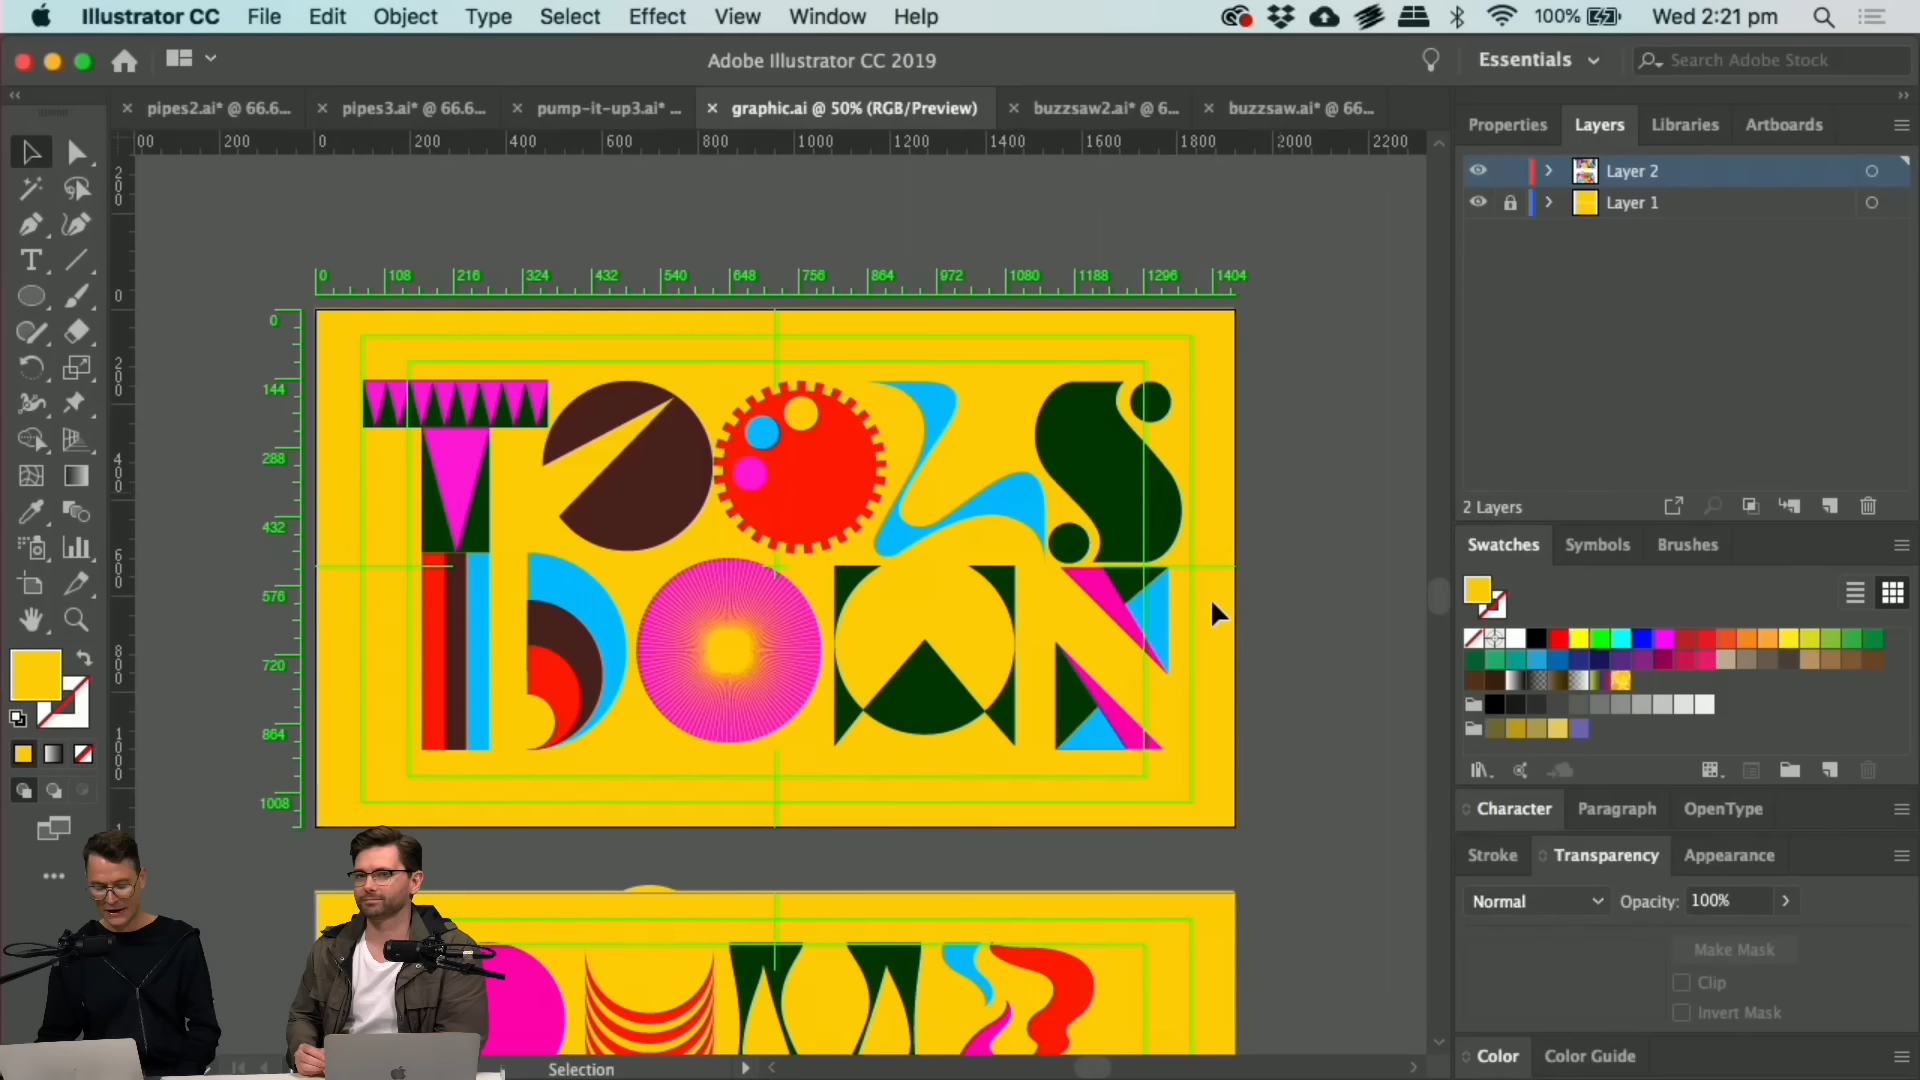 Illustrator CC File Edit Object Type Select Effect View Window Help 100% Wed 2:21 pm
Adobe Illustrator CC 2019 Essentials Search Adobe Stock
pipes2.ai* @ 66.6... pipes3.ai* @ 66.6... pump-it-up3.ai* ... graphic.ai @ 50% (RGB/Preview) buzzsaw2.ai* @ 6... buzzsaw.ai* @ 66...
Properties Layers Libraries Artboards
00 200 0 200 400 600 800 1000 1200 1400 1600 1800 2000 2200
Layer 2
Layer 1
0 108 216 324 432 540 648 756 864 972 1080 1188 1296 1404
0
144
288
432
576
720
864
1008
TOOLS
DOWN
2 Layers
Swatches Symbols Brushes
Character Paragraph OpenType
Stroke Transparency Appearance
Normal Opacity: 100%
Make Mask
Clip
Invert Mask
Color Color Guide
Selection